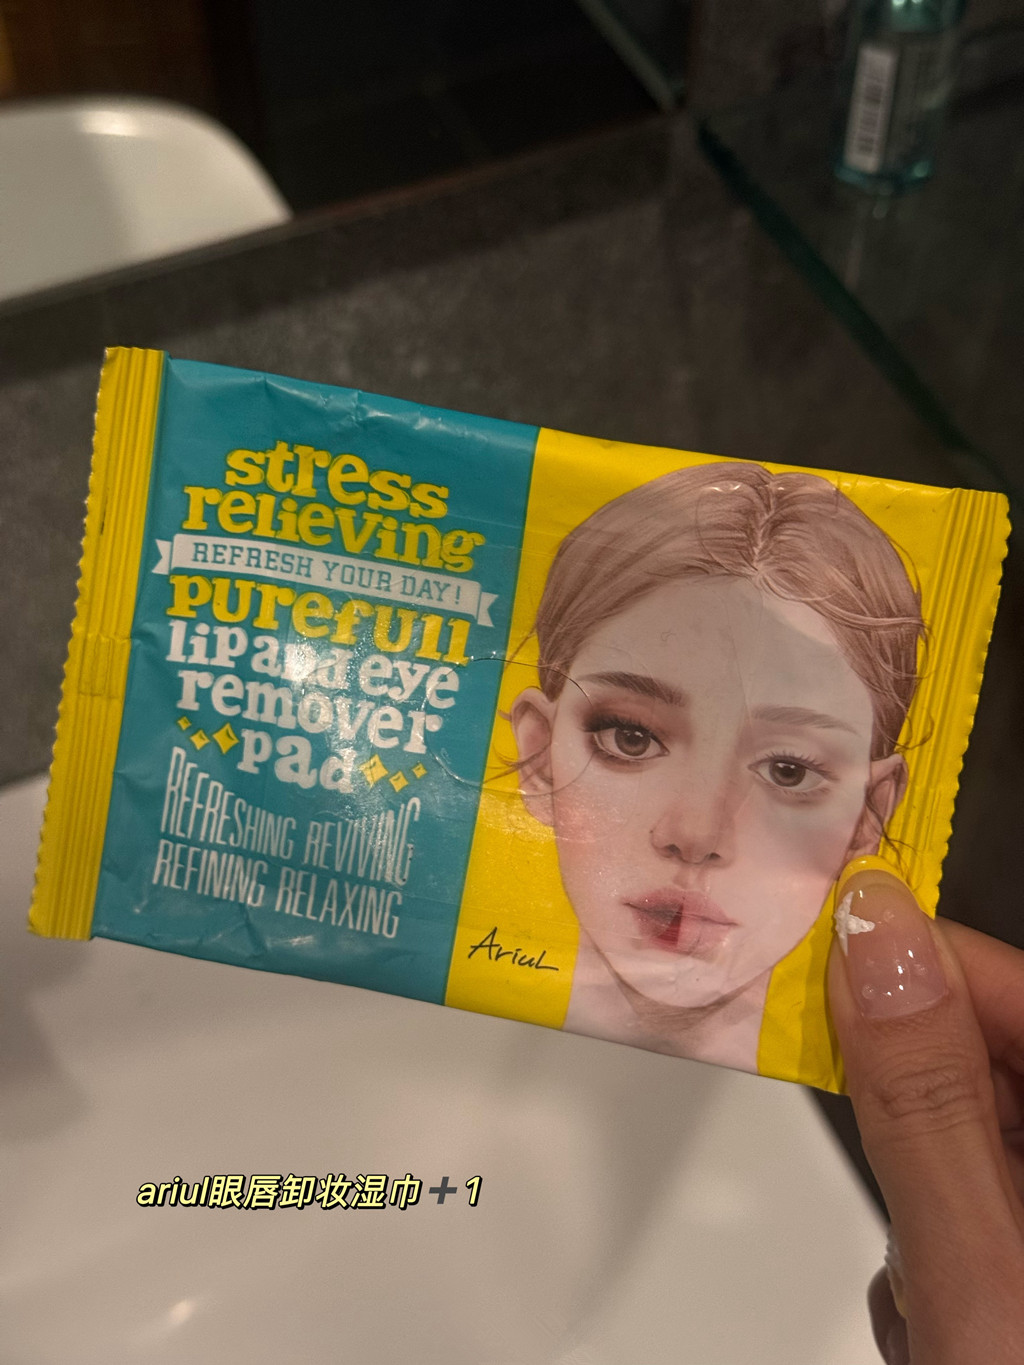 stress
relieving
REFRESH YOUR DAY!
purefull
lip and eye
remover
pad
REFRESHING REVIVING
REFINING RELAXING
Ariul
ariul眼唇卸妆湿巾➕1